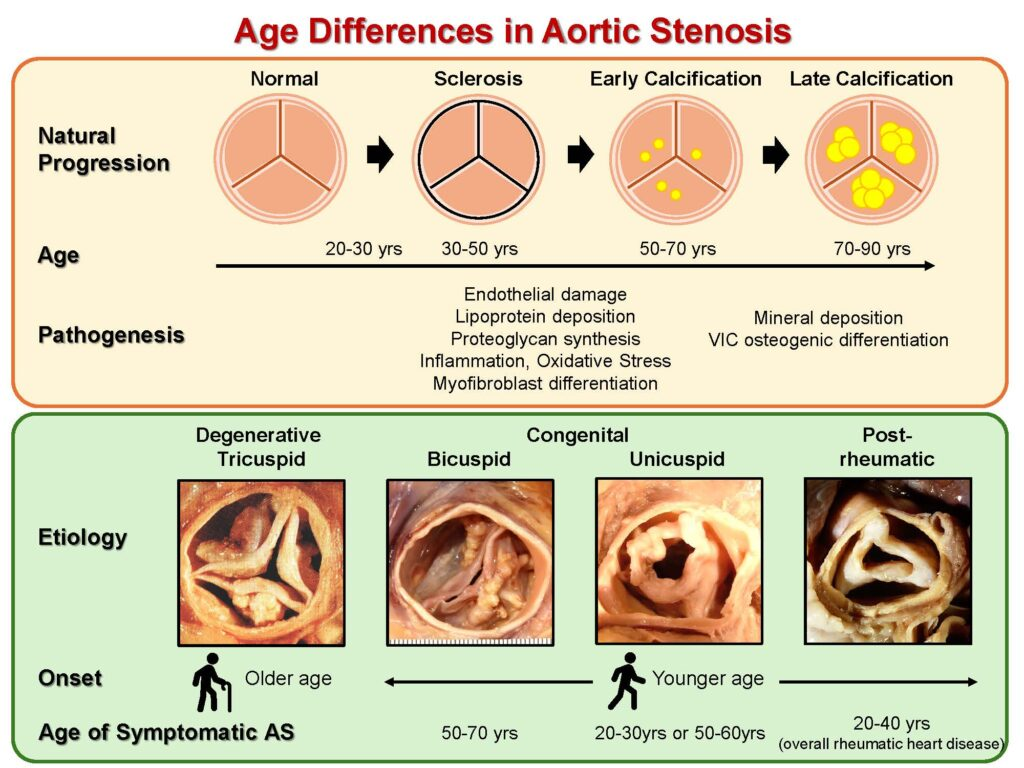 Age Differences in Aortic Stenosis
Normal
Sclerosis
Early Calcification
Late Calcification
Natural
Progression
Age
20-30 yrs
30-50 yrs
50-70 yrs
70-90 yrs
Pathogenesis
Endothelial damage
Lipoprotein deposition
Proteoglycan synthesis
Inflammation, Oxidative Stress
Myofibroblast differentiation
Mineral deposition
VIC osteogenic differentiation
Degenerative
Tricuspid
Congenital
Bicuspid
Unicuspid
Post-
rheumatic
Etiology
Onset
Older age
Younger age
Age of Symptomatic AS
50-70 yrs
20-30yrs or 50-60yrs
20-40 yrs
(overall rheumatic heart disease)